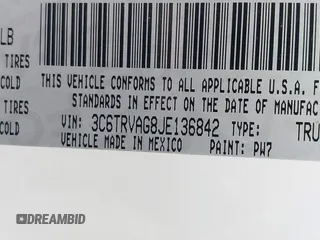 LB
TIRES
COLD
THIS VEHICLE CONFORMS TO ALL APPLICABLE U.S.A. F
STANDARDS IN EFFECT ON THE DATE OF MANUFAC
TIRES
VIN: 3C6TRVAG8JE136842 TYPE: TRU
COLD
VEHICLE MADE IN MEXICO PAINT: PW7
DREAMBID